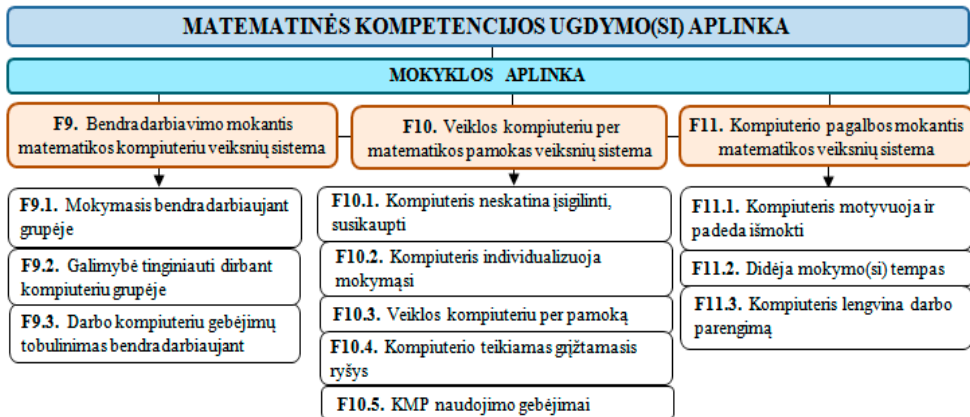 MATEMATINĖS KOMPETENCIJOS UGDYMO(SI) APLINKA
MOKYKLOS APLINKA
F9. Bendradarbiavimo mokantis
matematikos kompiuteriu veiksnių sistema
F9.1. Mokymasis bendradarbiaujant
grupėje
F9.2. Galimybė tinginiauti dirbant
kompiuteriu grupėje
F9.3. Darbo kompiuteriu gebėjimų
tobulinimas bendradarbiaujant
F10. Veiklos kompiuteriu per
matematikos pamokas veiksnių sistema
F10.1. Kompiuteris neskatina įsigilinti,
susikaupti
F10.2. Kompiuteris individualizuoja
mokymąsi
F10.3. Veiklos kompiuteriu per pamoką
F10.4. Kompiuterio teikiamas grįžtamasis
ryšys
F10.5. KMP naudojimo gebėjimai
F11. Kompiuterio pagalbos mokantis
matematikos veiksnių sistema
F11.1. Kompiuteris motyvuoja ir
padeda išmokti
F11.2. Didėja mokymo(si) tempas
F11.3. Kompiuteris lengvina darbo
parengimą